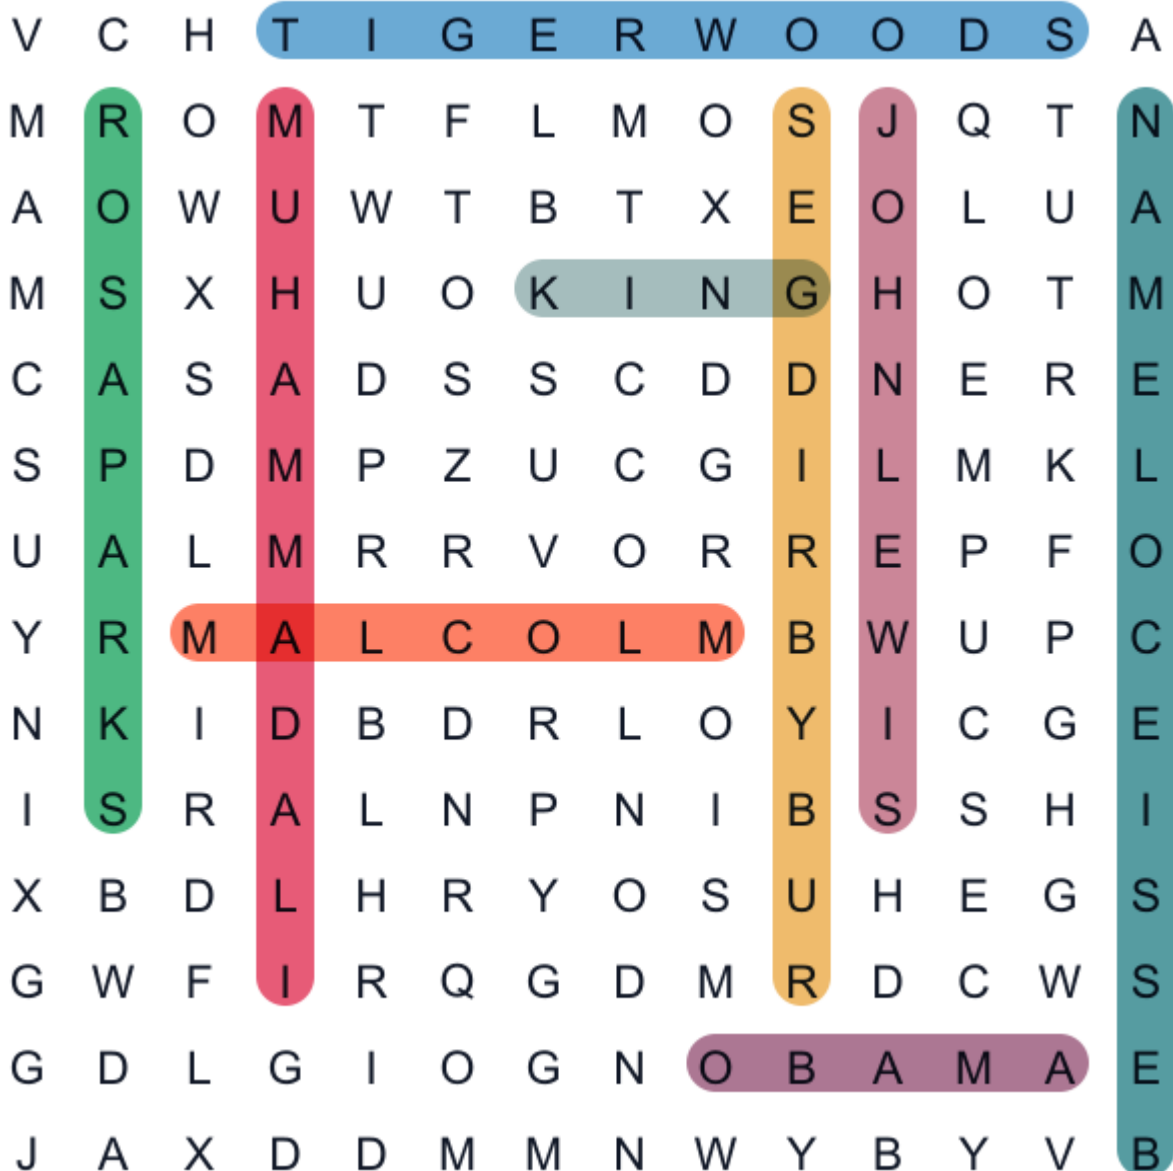 V C H T I G E R W O O D S A
M R O M T F L M O S J Q T N
A O W U W T B T X E O L U A
M S X H U O K I N G H O T M
C A S A D S S C D D N E R E
S P D M P Z U C G I L M K L
U A L M R R V O R R E P F O
Y R M A L C O L M B W U P C
N K I D B D R L O Y I C G E
I S R A L N P N I B S S H I
X B D L H R Y O S U H E G S
G W F I R Q G D M R D C W S
G D L G I O G N O B A M A E
J A X D D M M N W Y B Y V B